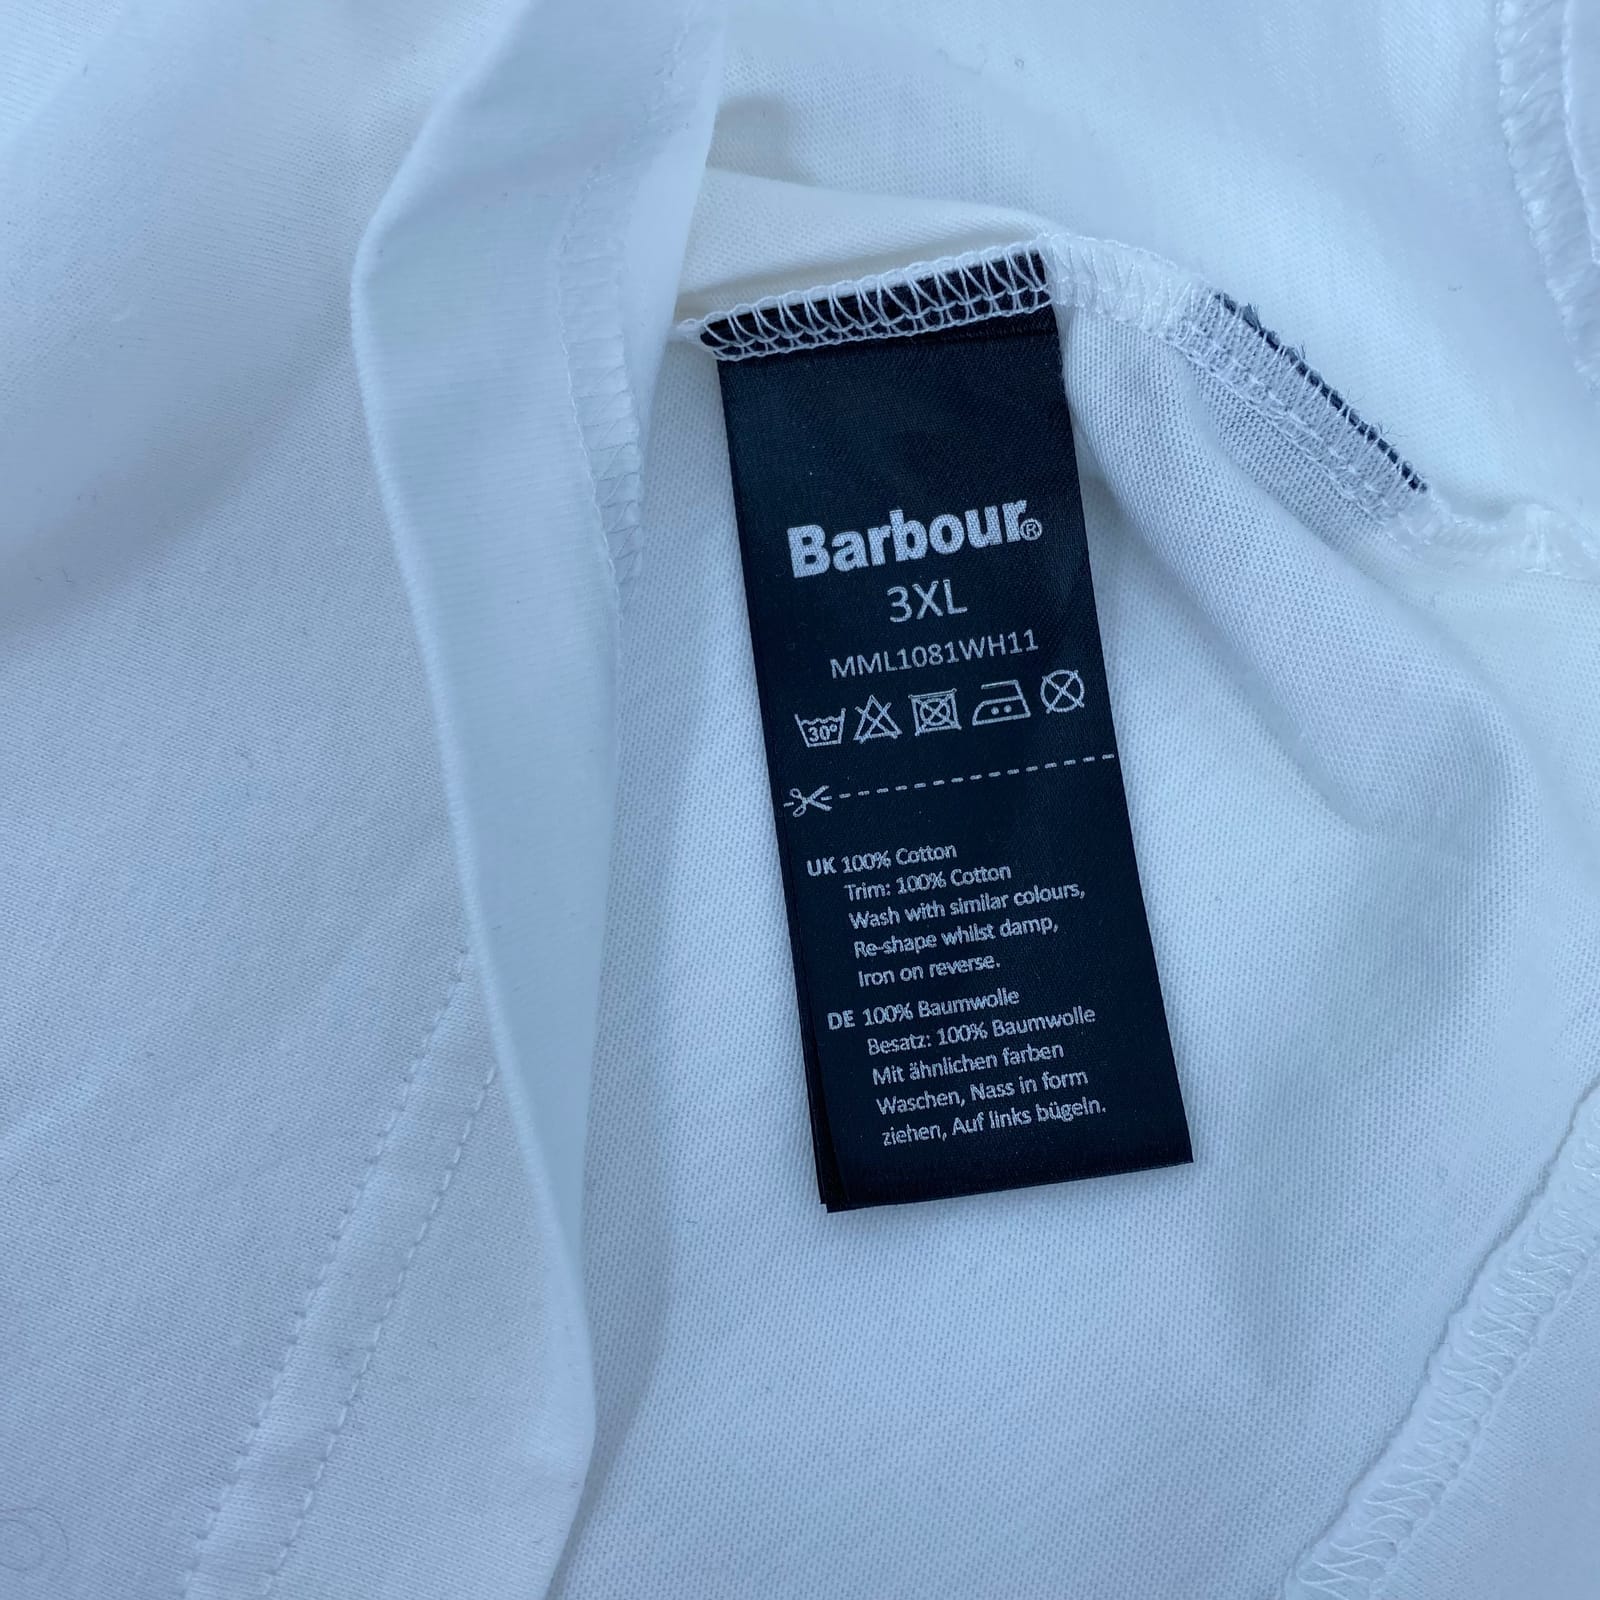 Barbour®
3XL
MML1081WH11
30°
UK 100% Cotton
Trim: 100% Cotton
Wash with similar colours,
Re-shape whilst damp,
Iron on reverse.
DE 100% Baumwolle
Besatz: 100% Baumwolle
Mit ähnlichen farben
Waschen, Nass in form
ziehen, Auf links bügeln.